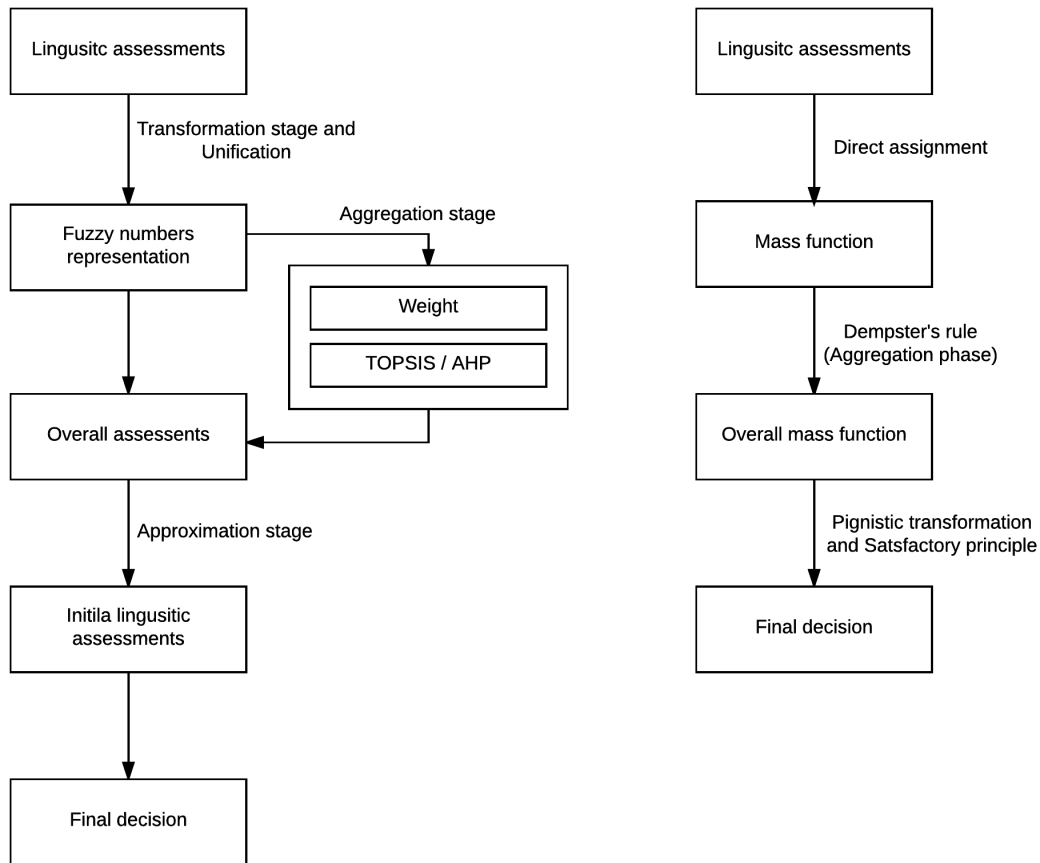 Lingusitc assessments
Transformation stage and
Unification
Fuzzy numbers
representation
Aggregation stage
Weight
TOPSIS / AHP
Overall assessents
Approximation stage
Initila lingusitic
assessments
Final decision
Lingusitc assessments
Direct assignment
Mass function
Dempster's rule
(Aggregation phase)
Overall mass function
Pignistic transformation
and Satsfactory principle
Final decision